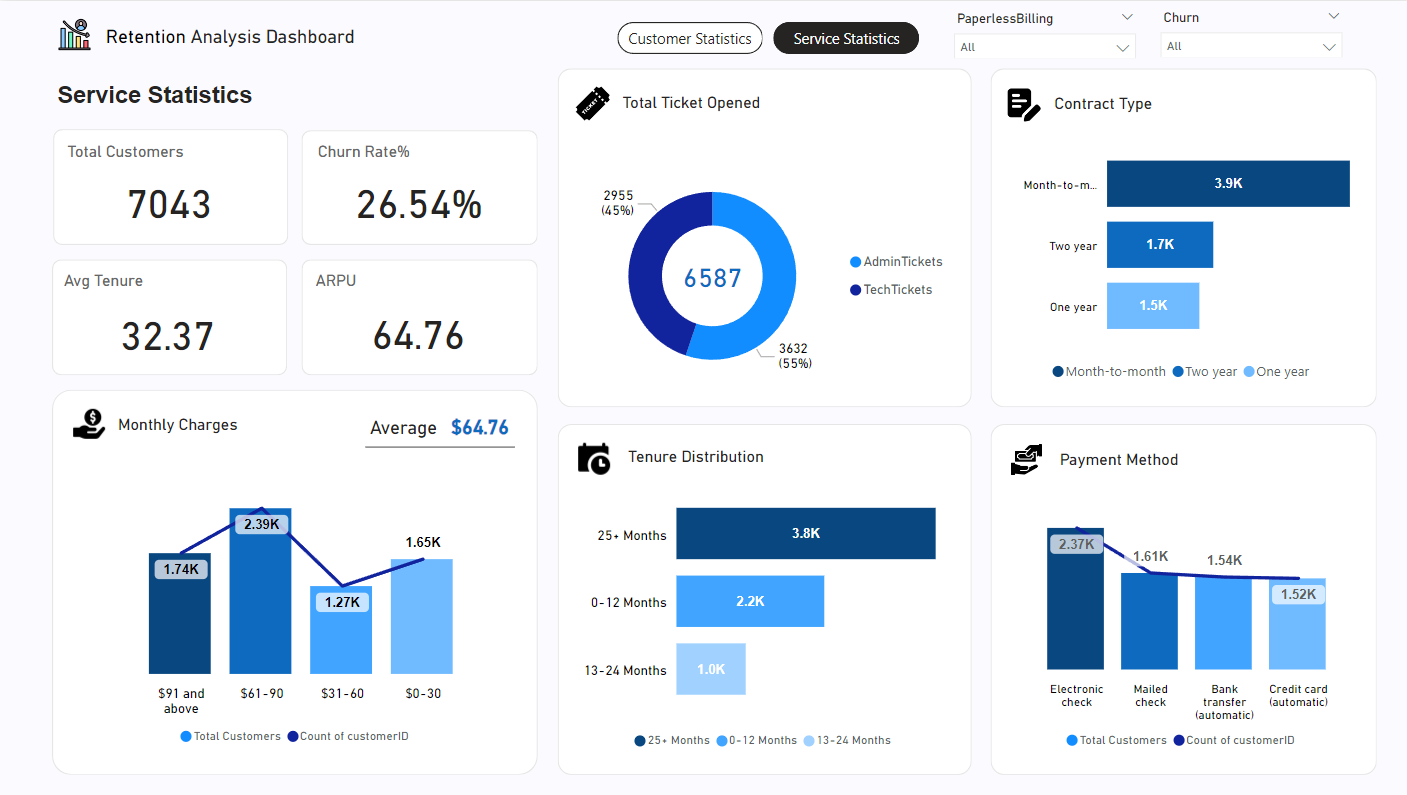 Retention Analysis Dashboard
Customer Statistics
Service Statistics
PaperlessBilling
All
Churn
All
Service Statistics
Total Customers
7043
Churn Rate%
26.54%
Avg Tenure
32.37
ARPU
64.76
Monthly Charges
Average $64.76
1.74K
2.39K
1.27K
1.65K
$91 and
above
$61-90
$31-60
$0-30
Total Customers
Count of customerID
TICKET
Total Ticket Opened
2955
(45%)
6587
3632
(55%)
AdminTickets
TechTickets
Contract Type
Month-to-m...
3.9K
Two year
1.7K
One year
1.5K
Month-to-month
Two year
One year
Tenure Distribution
25+ Months
3.8K
0-12 Months
2.2K
13-24 Months
1.0K
25+ Months
0-12 Months
13-24 Months
Payment Method
2.37K
1.61K
1.54K
1.52K
Electronic
check
Mailed
check
Bank
transfer
(automatic)
Credit card
(automatic)
Total Customers
Count of customerID